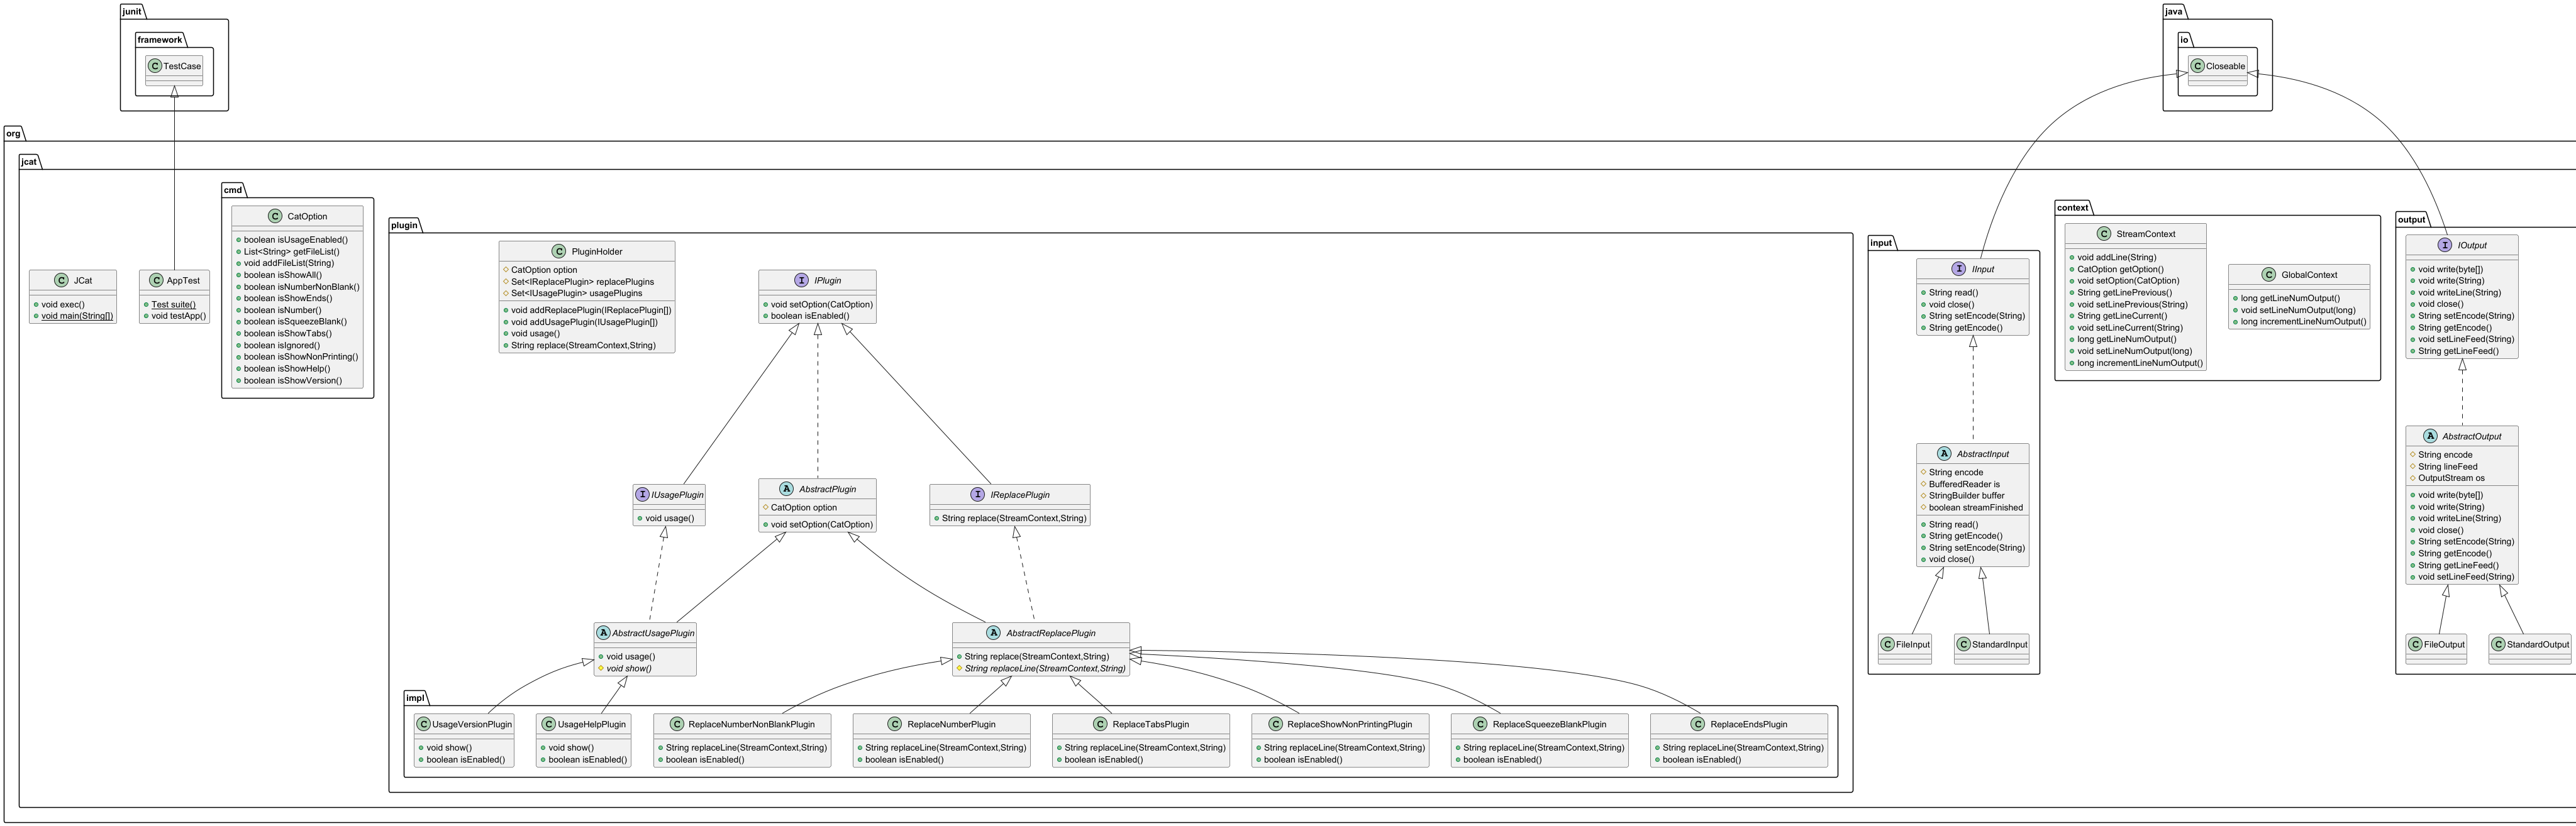 junit
framework
C TestCase
java
io
C Closeable
org
jcat
C JCat
void exec()
void main(String[])
C AppTest
Test suite()
void testApp()
cmd
C CatOption
boolean isUsageEnabled()
List<String> getFileList()
void addFileList(String)
boolean isShowAll()
boolean isNumberNonBlank()
boolean isShowEnds()
boolean isNumber()
boolean isSqueezeBlank()
boolean isShowTabs()
boolean isIgnored()
boolean isShowNonPrinting()
boolean isShowHelp()
boolean isShowVersion()
plugin
C PluginHolder
CatOption option
Set<IReplacePlugin> replacePlugins
Set<IUsagePlugin> usagePlugins
void addReplacePlugin(IReplacePlugin[])
void addUsagePlugin(IUsagePlugin[])
void usage()
String replace(StreamContext,String)
I IPlugin
void setOption(CatOption)
boolean isEnabled()
I IUsagePlugin
void usage()
A AbstractPlugin
CatOption option
void setOption(CatOption)
I IReplacePlugin
String replace(StreamContext,String)
A AbstractUsagePlugin
void usage()
void show()
A AbstractReplacePlugin
String replace(StreamContext,String)
String replaceLine(StreamContext,String)
impl
C UsageVersionPlugin
void show()
boolean isEnabled()
C UsageHelpPlugin
void show()
boolean isEnabled()
C ReplaceNumberNonBlankPlugin
String replaceLine(StreamContext,String)
boolean isEnabled()
C ReplaceNumberPlugin
String replaceLine(StreamContext,String)
boolean isEnabled()
C ReplaceTabsPlugin
String replaceLine(StreamContext,String)
boolean isEnabled()
C ReplaceShowNonPrintingPlugin
String replaceLine(StreamContext,String)
boolean isEnabled()
C ReplaceSqueezeBlankPlugin
String replaceLine(StreamContext,String)
boolean isEnabled()
C ReplaceEndsPlugin
String replaceLine(StreamContext,String)
boolean isEnabled()
input
I IInput
String read()
void close()
String setEncode(String)
String getEncode()
A AbstractInput
String encode
BufferedReader is
StringBuilder buffer
boolean streamFinished
String read()
String getEncode()
String setEncode(String)
void close()
C FileInput
C StandardInput
context
C StreamContext
void addLine(String)
CatOption getOption()
void setOption(CatOption)
String getLinePrevious()
void setLinePrevious(String)
String getLineCurrent()
void setLineCurrent(String)
long getLineNumOutput()
void setLineNumOutput(long)
long incrementLineNumOutput()
C GlobalContext
long getLineNumOutput()
void setLineNumOutput(long)
long incrementLineNumOutput()
output
I IOutput
void write(byte[])
void write(String)
void writeLine(String)
void close()
String setEncode(String)
String getEncode()
void setLineFeed(String)
String getLineFeed()
A AbstractOutput
String encode
String lineFeed
OutputStream os
void write(byte[])
void write(String)
void writeLine(String)
void close()
String setEncode(String)
String getEncode()
String getLineFeed()
void setLineFeed(String)
C FileOutput
C StandardOutput